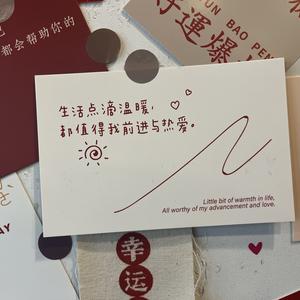 都会帮助你的
好運爆
UN BAO PEN
生活点滴温暖,
都值得我前进与热爱。
Little bit of warmth in life,
All worthy of my advancement and love.
AY
幸
运